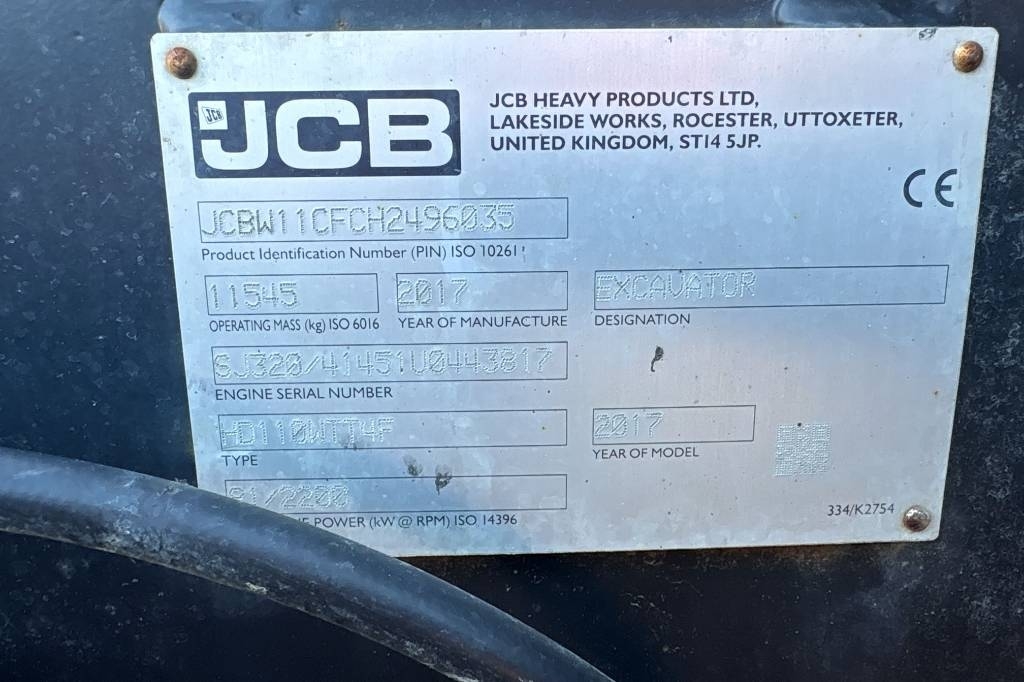 JCB
JCB HEAVY PRODUCTS LTD,
LAKESIDE WORKS, ROCESTER, UTTOXETER,
UNITED KINGDOM, ST14 5JP.
CE
JCBW11CFCH2496035
Product Identification Number (PIN) ISO 10261
11545 2017 EXCAVATOR
OPERATING MASS (kg) ISO 6016 YEAR OF MANUFACTURE DESIGNATION
SJ320/41451U0443817
ENGINE SERIAL NUMBER
HD110WTT4F 2017
TYPE YEAR OF MODEL
81/2200
POWER (kW @ RPM) ISO 14396
334/K2754